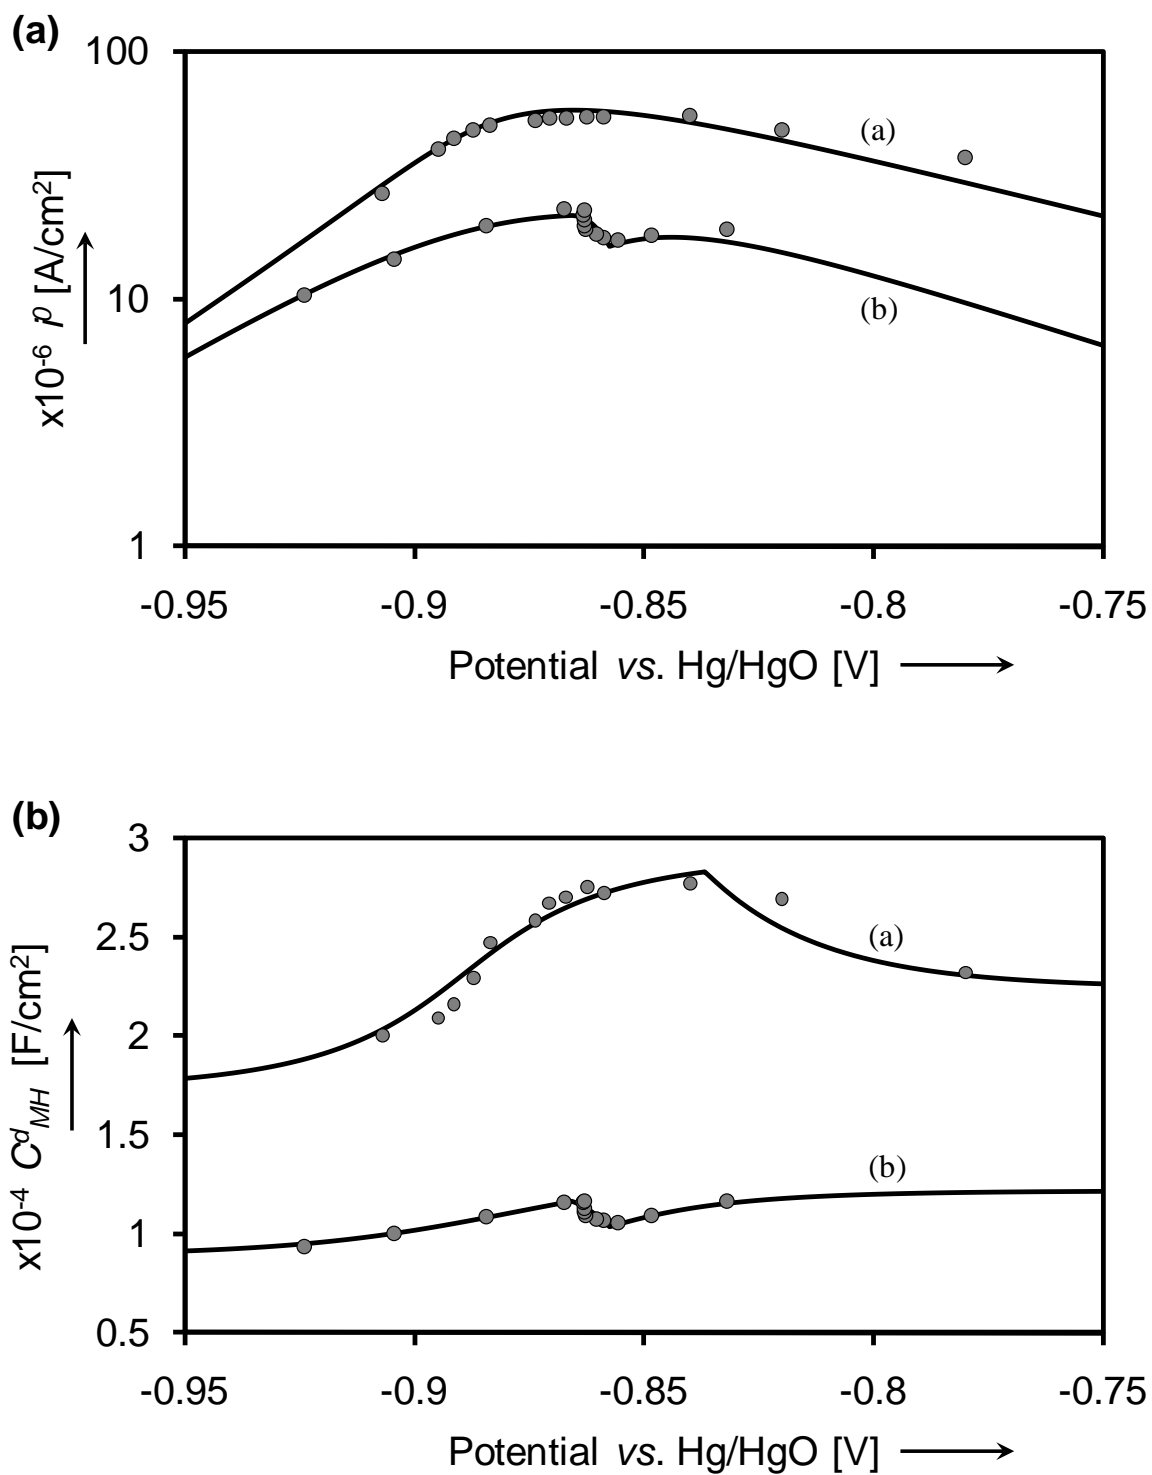 (a)
100
10
1
x10-6 iº [A/cm2]
(a)
(b)
-0.95 -0.9 -0.85 -0.8 -0.75
Potential vs. Hg/HgO [V]
(b)
3
2.5
2
1.5
1
0.5
x10-4 CdMH [F/cm2]
(a)
(b)
-0.95 -0.9 -0.85 -0.8 -0.75
Potential vs. Hg/HgO [V]